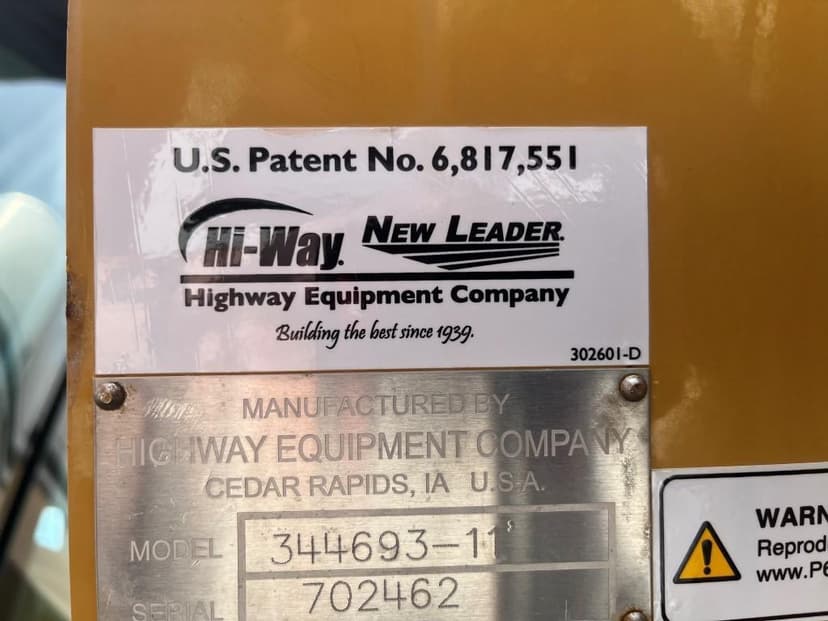 U.S. Patent No. 6,817,551
Hi-Way. NEW LEADER.
Highway Equipment Company
Building the best since 1939.
302601-D
MANUFACTURED BY
HIGHWAY EQUIPMENT COMPANY
CEDAR RAPIDS, IA U.S.A.
MODEL 344693-11
SERIAL 702462
WARN
Reprod
www.P6